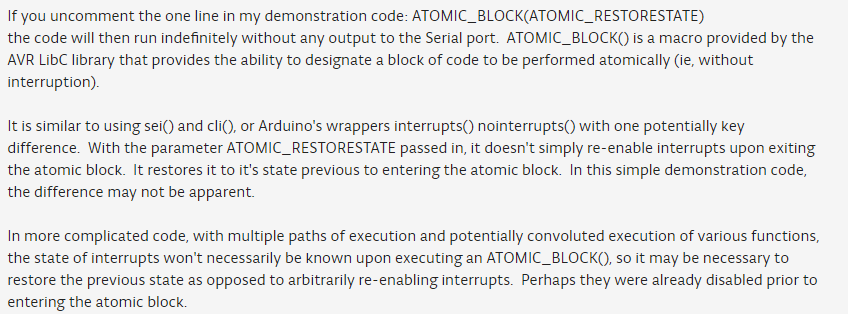 If you uncomment the one line in my demonstration code: ATOMIC_BLOCK(ATOMIC_RESTORESTATE)
the code will then run indefinitely without any output to the Serial port.  ATOMIC_BLOCK() is a macro provided by the
AVR LibC library that provides the ability to designate a block of code to be performed atomically (ie, without
interruption).
It is similar to using sei() and cli(), or Arduino's wrappers interrupts() nointerrupts() with one potentially key
difference.  With the parameter ATOMIC_RESTORESTATE passed in, it doesn't simply re-enable interrupts upon exiting
the atomic block.  It restores it to it's state previous to entering the atomic block.  In this simple demonstration code,
the difference may not be apparent.
In more complicated code, with multiple paths of execution and potentially convoluted execution of various functions,
the state of interrupts won't necessarily be known upon executing an ATOMIC_BLOCK(), so it may be necessary to
restore the previous state as opposed to arbitrarily re-enabling interrupts.  Perhaps they were already disabled prior to
entering the atomic block.